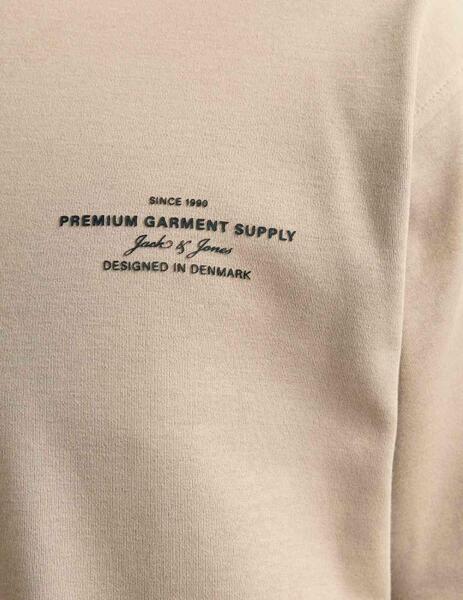 SINCE 1990
PREMIUM GARMENT SUPPLY
Jack & Jones
DESIGNED IN DENMARK